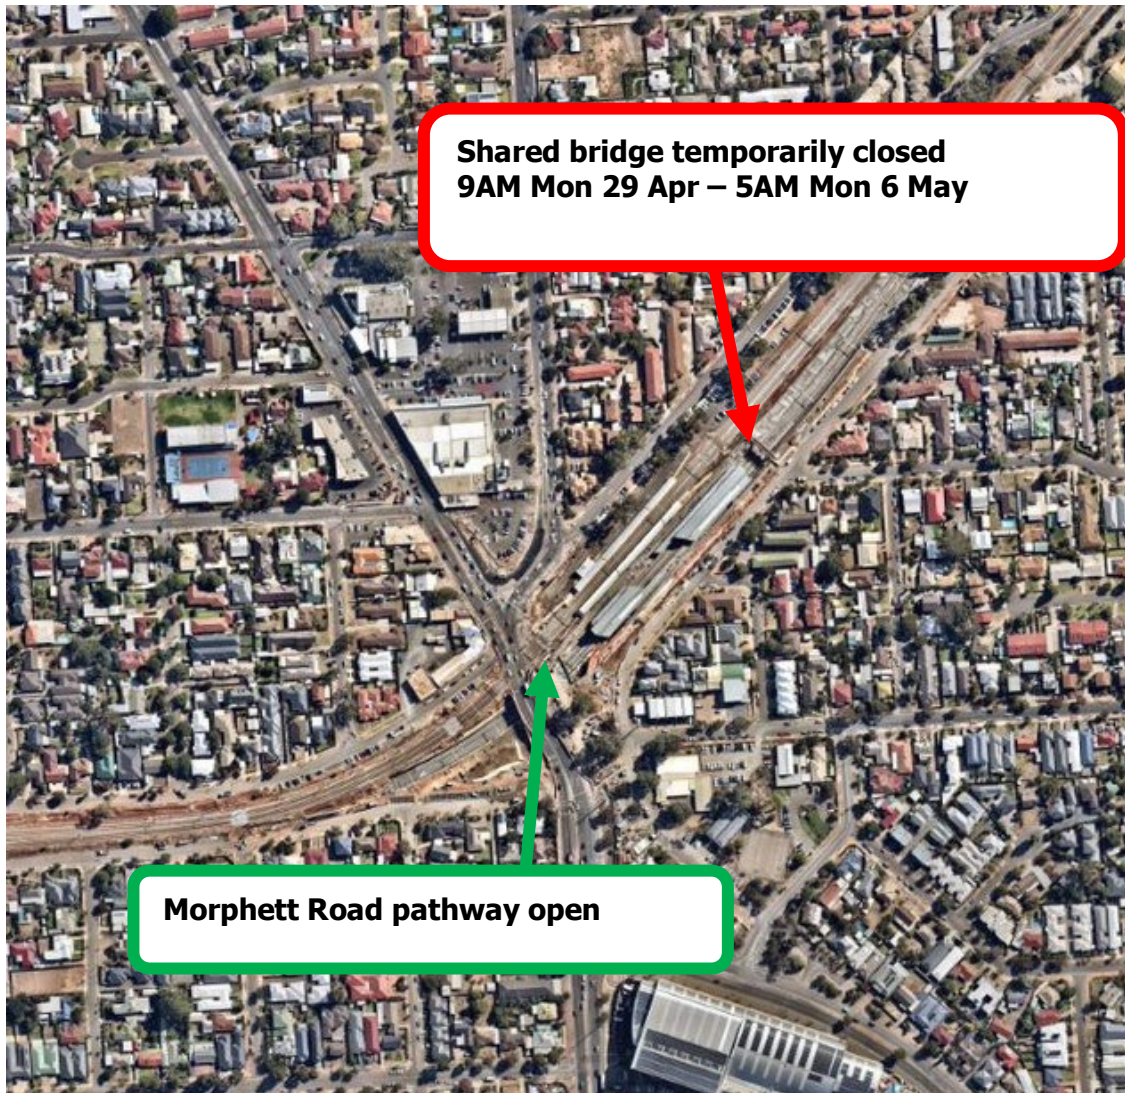 Shared bridge temporarily closed
9AM Mon 29 Apr – 5AM Mon 6 May
Morphett Road pathway open